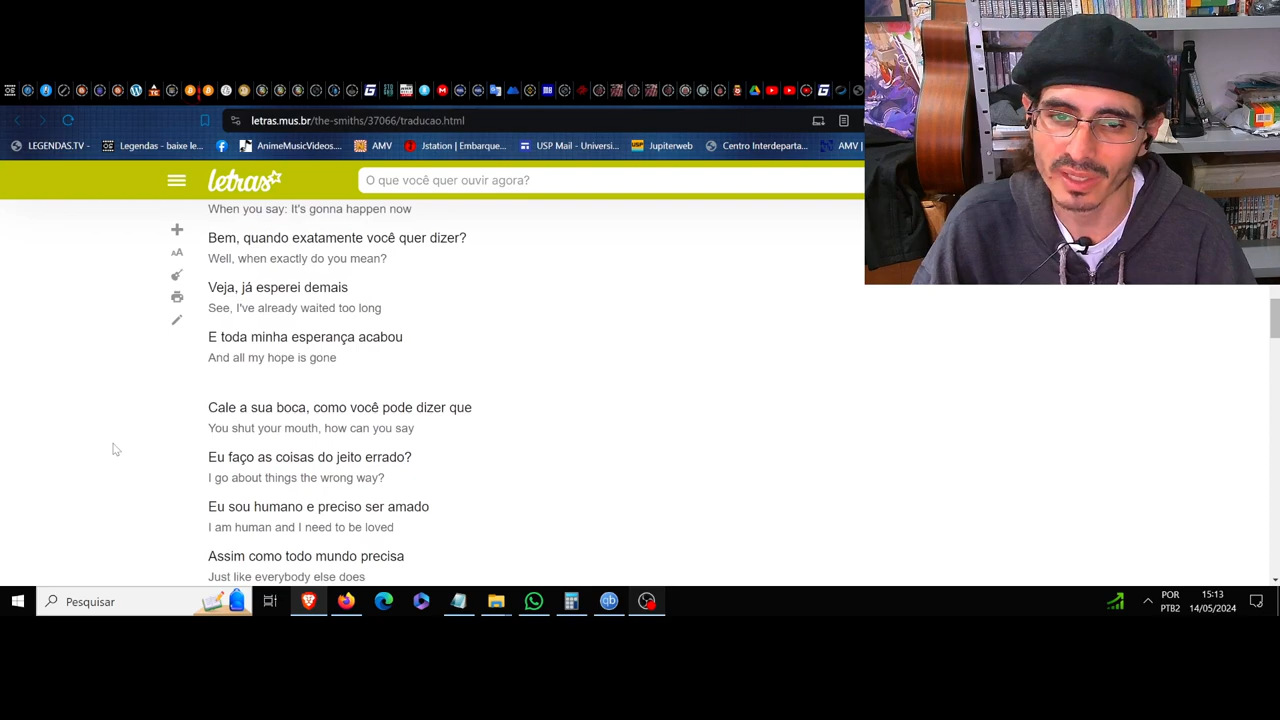 letras.mus.br/the-smiths/37066/traducao.html
LEGENDAS.TV - Legendas - baixe le... AnimeMusicVideos.... AMV Jstation | Embarque... USP Mail - Universi... Jupiterweb Centro Interdeparta... AMV |
letras O que você quer ouvir agora?
When you say: It's gonna happen now
Bem, quando exatamente você quer dizer?
Well, when exactly do you mean?
Veja, já esperei demais
See, I've already waited too long
E toda minha esperança acabou
And all my hope is gone
Cale a sua boca, como você pode dizer que
You shut your mouth, how can you say
Eu faço as coisas do jeito errado?
I go about things the wrong way?
Eu sou humano e preciso ser amado
I am human and I need to be loved
Assim como todo mundo precisa
Just like everybody else does
Pesquisar
POR 15:13
PTB2 14/05/2024